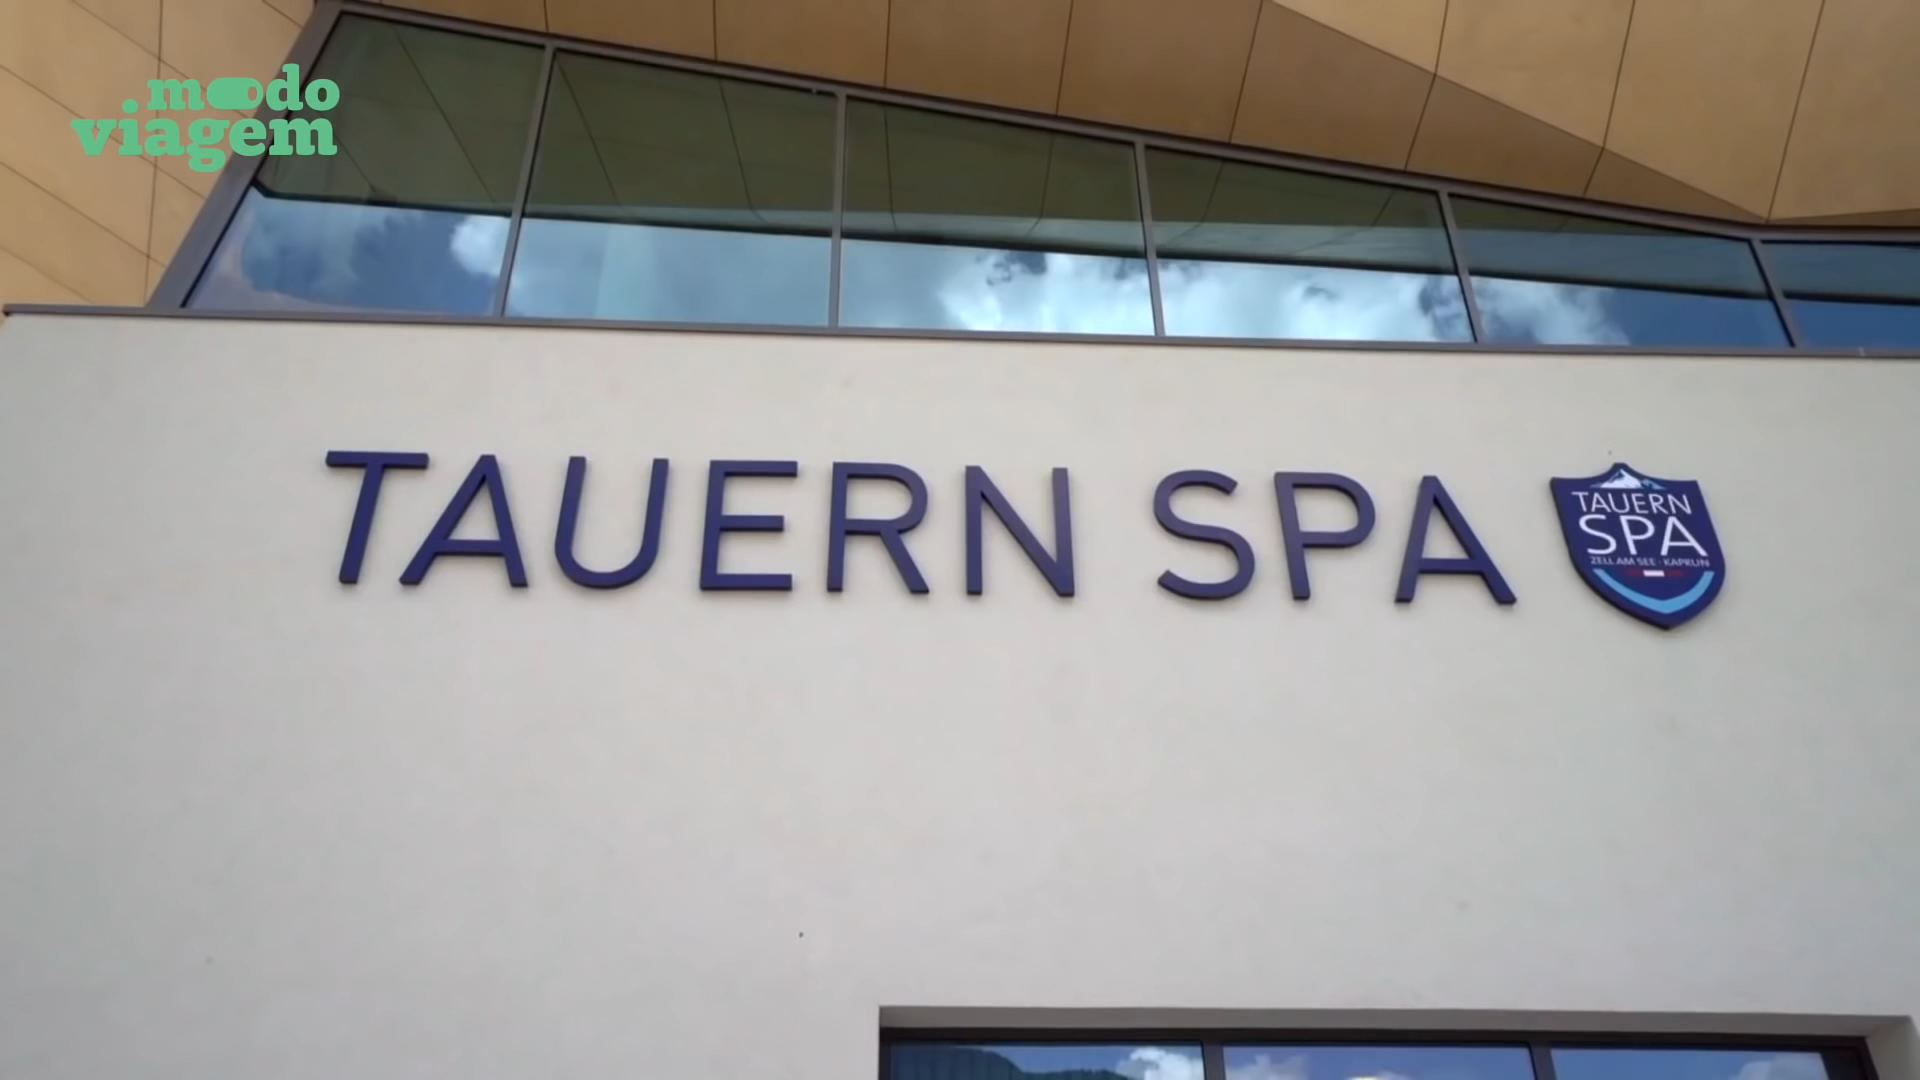 modo
viagem
TAUERN SPA
TAUERN
SPA
ZELL AM SEE · KAPRUN